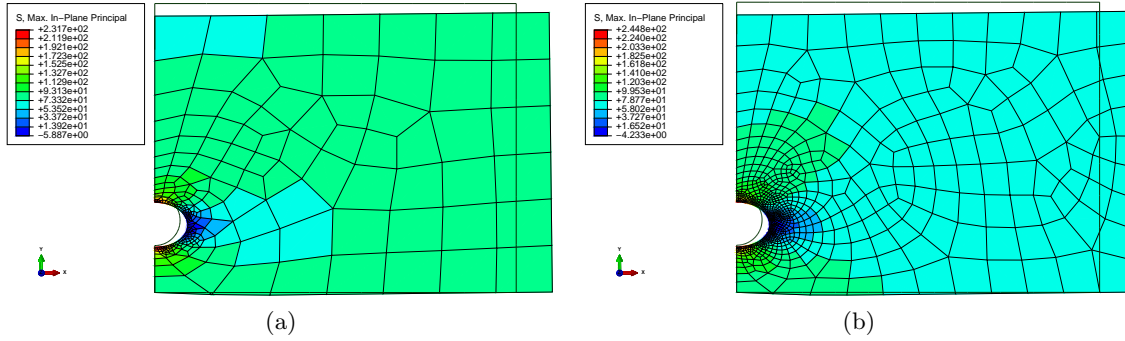 S, Max. In-Plane Principal
+2.317e+02
+2.119e+02
+1.921e+02
+1.723e+02
+1.525e+02
+1.327e+02
+1.129e+02
+9.313e+01
+7.332e+01
+5.352e+01
+3.372e+01
+1.392e+01
-5.887e+00
Y
X
(a)
S, Max. In-Plane Principal
+2.448e+02
+2.240e+02
+2.033e+02
+1.825e+02
+1.618e+02
+1.410e+02
+1.203e+02
+9.953e+01
+7.877e+01
+5.802e+01
+3.727e+01
+1.652e+01
-4.233e+00
Y
X
(b)